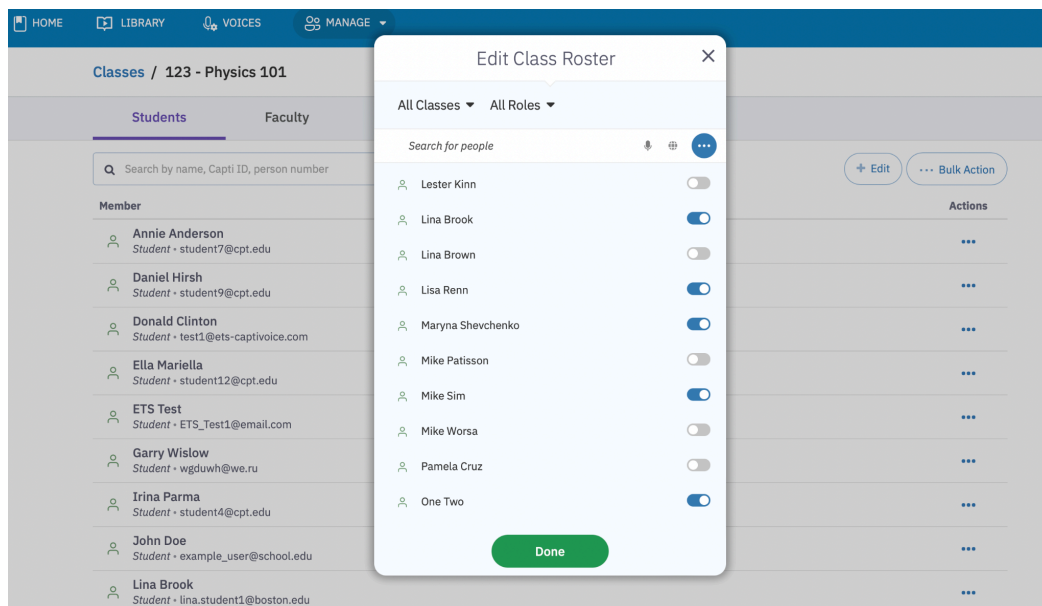 HOME LIBRARY VOICES MANAGE
Classes / 123 - Physics 101
Students Faculty
Search by name, Capti ID, person number
+ Edit ··· Bulk Action
Member Actions
Annie Anderson
Student • student7@cpt.edu
Daniel Hirsh
Student • student9@cpt.edu
Donald Clinton
Student • test1@ets-captivoice.com
Ella Mariella
Student • student12@cpt.edu
ETS Test
Student • ETS_Test1@email.com
Garry Wislow
Student • wgduwh@we.ru
Irina Parma
Student • student4@cpt.edu
John Doe
Student • example_user@school.edu
Lina Brook
Student • lina.student1@boston.edu
Edit Class Roster
All Classes All Roles
Search for people
Lester Kinn
Lina Brook
Lina Brown
Lisa Renn
Maryna Shevchenko
Mike Patisson
Mike Sim
Mike Worsa
Pamela Cruz
One Two
Done